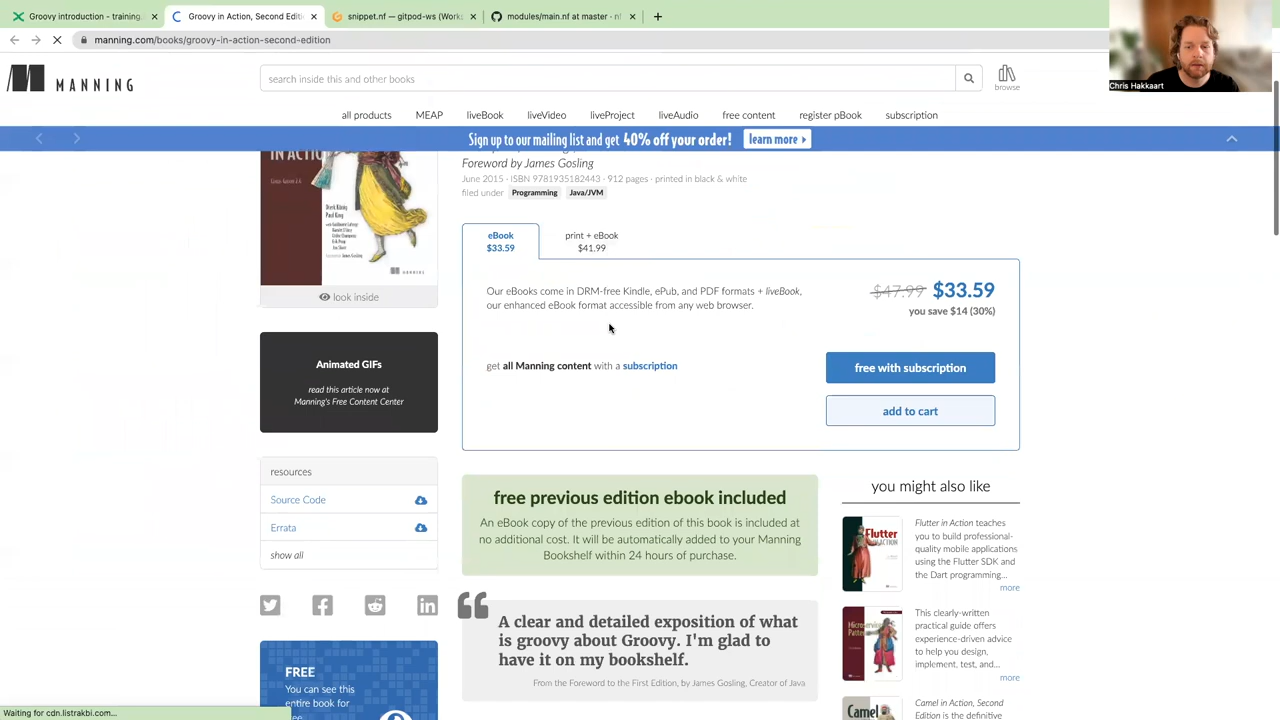 Groovy introduction - training.
Groovy in Action, Second Editi
snippet.nf — gitpod-ws (Works
modules/main.nf at master · nf
manning.com/books/groovy-in-action-second-edition
Chris Hakkaart
MANNING
search inside this and other books
browse
all products
MEAP
liveBook
liveVideo
liveProject
liveAudio
free content
register pBook
subscription
Sign up to our mailing list and get 40% off your order!
learn more
IN ACTION
Foreword by James Gosling
June 2015 · ISBN 9781935182443 · 912 pages · printed in black & white
filed under Programming Java/JVM
Dierk König
Paul King
MANNING
look inside
eBook
$33.59
print + eBook
$41.99
Our eBooks come in DRM-free Kindle, ePub, and PDF formats + liveBook,
our enhanced eBook format accessible from any web browser.
$47.99 $33.59
you save $14 (30%)
get all Manning content with a subscription
free with subscription
add to cart
Animated GIFs
read this article now at
Manning's Free Content Center
resources
Source Code
Errata
show all
free previous edition ebook included
An eBook copy of the previous edition of this book is included at
no additional cost. It will be automatically added to your Manning
Bookshelf within 24 hours of purchase.
A clear and detailed exposition of what
is groovy about Groovy. I'm glad to
have it on my bookshelf.
From the Foreword to the First Edition, by James Gosling, Creator of Java
you might also like
Flutter
Flutter in Action teaches
you to build professional-
quality mobile applications
using the Flutter SDK and
the Dart programming...
more
This clearly-written
practical guide offers
experience-driven advice
to help you design,
implement, test, and...
more
Camel
Camel in Action, Second
Edition is the definitive
FREE
You can see this
entire book for
free
Waiting for cdn.listrakbi.com...